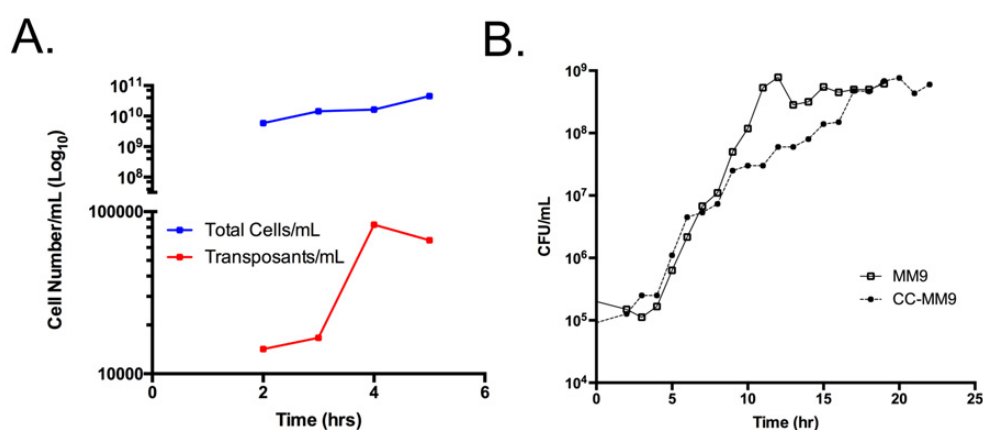 A.
Cell Number/mL (Log10)
10^11
10^10
10^9
10^8
100000
10000
Total Cells/mL
Transposants/mL
0
2
4
6
Time (hrs)
B.
CFU/mL
10^9
10^8
10^7
10^6
10^5
10^4
MM9
CC-MM9
0
5
10
15
20
25
Time (hr)